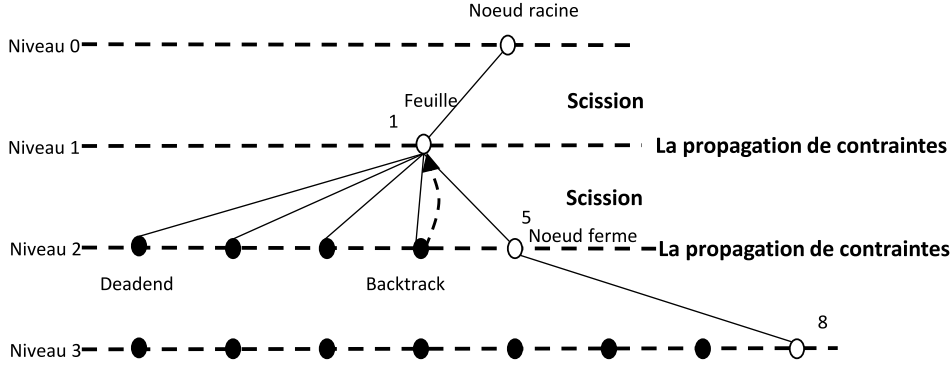 Noeud racine
Niveau 0
Feuille
Scission
1
Niveau 1
La propagation de contraintes
Scission
5
Noeud ferme
Niveau 2
La propagation de contraintes
Deadend
Backtrack
8
Niveau 3